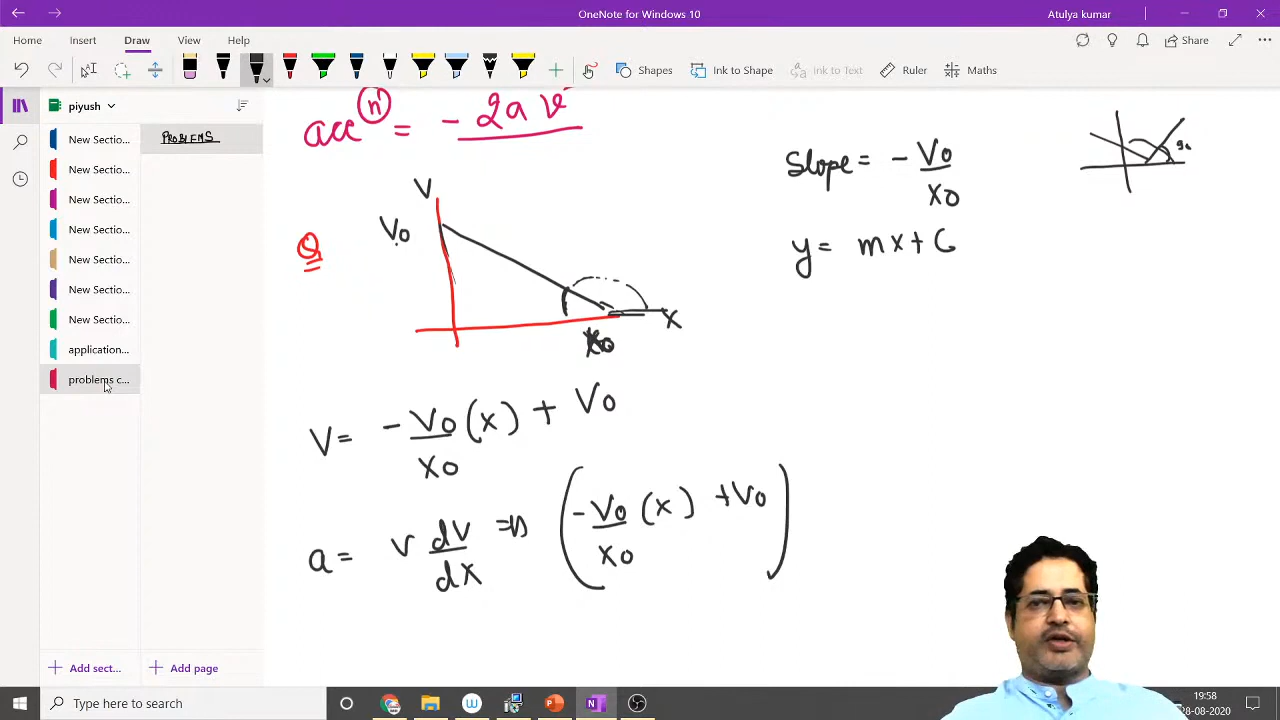 OneNote for Windows 10
Atulya kumar
Home Insert Draw View Help
Share
Shapes
Ink to Shape
Ink to Text
Ruler
Maths
piyush
PROBLEMS
New Sectio...
New Sectio...
New Sectio...
New Sectio...
New Sectio...
New Sectio...
New Sectio...
application...
problems c...
Add sect...
Add page
acc (n) = - 2a v
Slope = - V0/x0
y = mx + C
Q
V
V0
X
x0
V = - V0/x0 (x) + V0
a = v dv/dx ⇒ ( - V0/x0 (x) + V0 )
Type here to search
19:58
28-08-2020